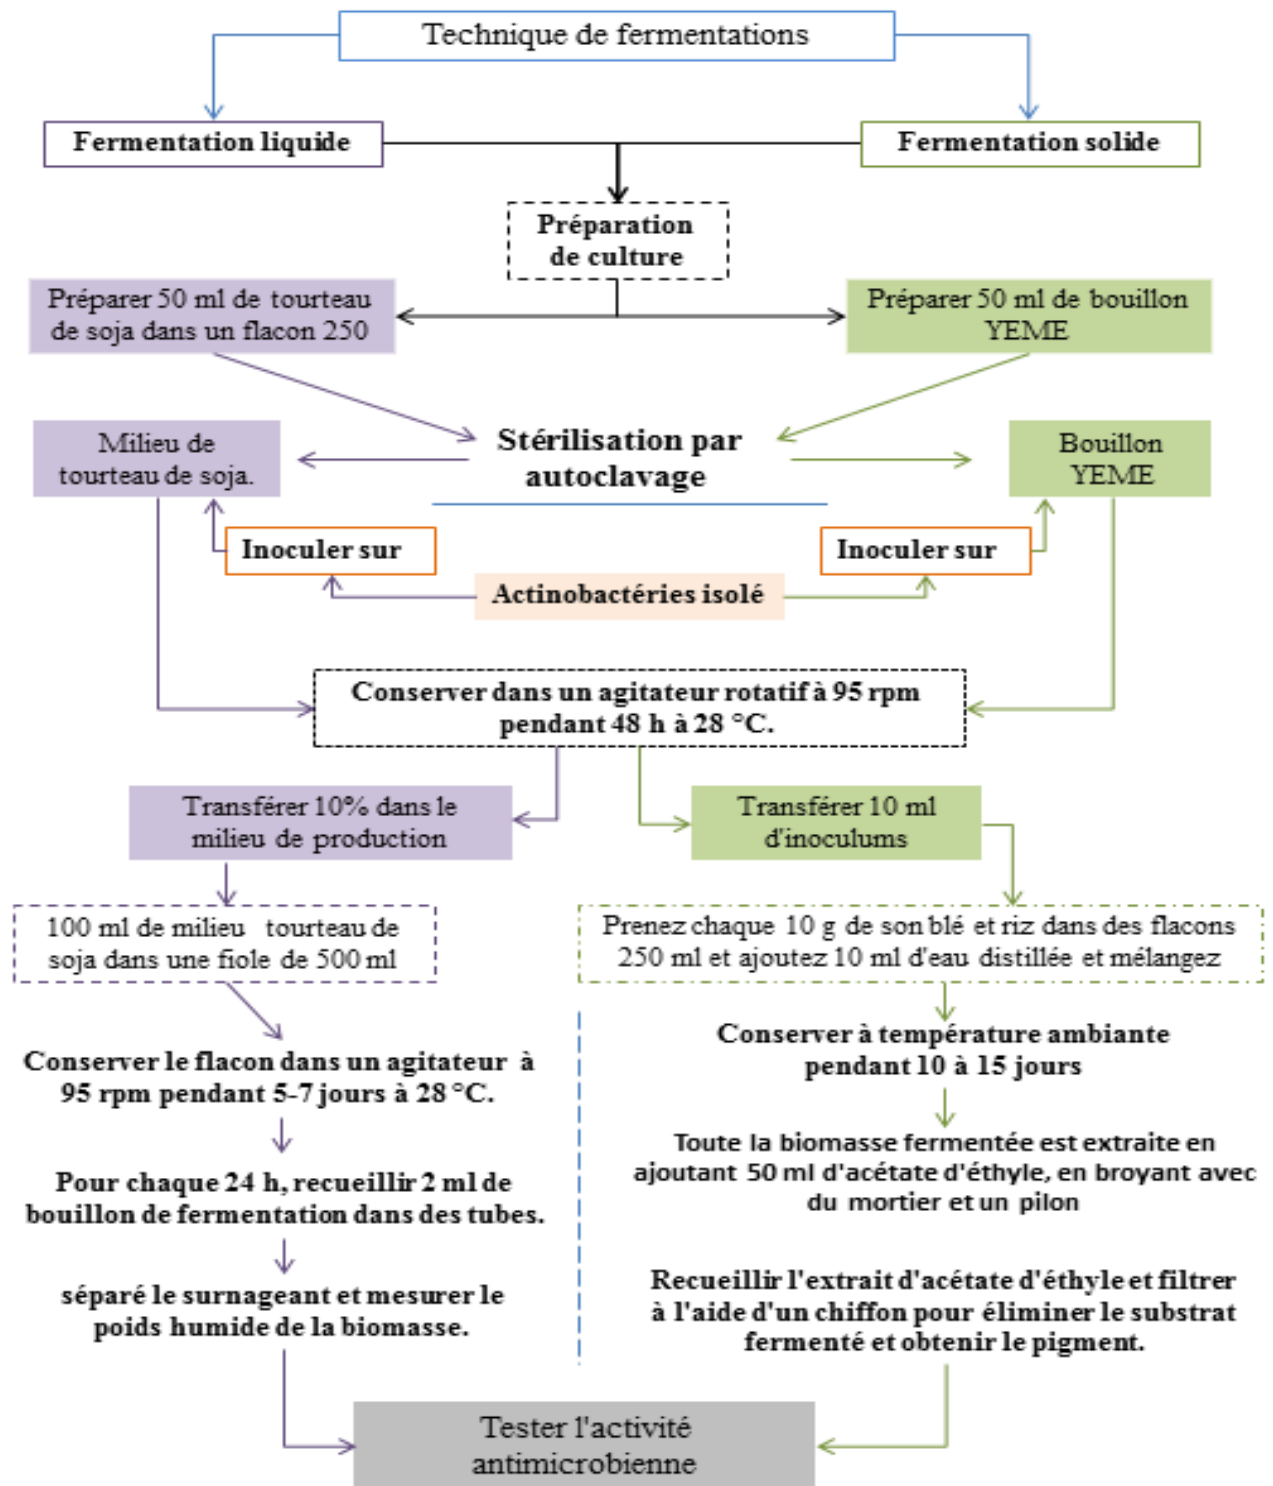 Technique de fermentations
Fermentation liquide
Fermentation solide
Préparation
de culture
Préparer 50 ml de tourteau
de soja dans un flacon 250
Préparer 50 ml de bouillon
YEME
Stérilisation par
autoclavage
Milieu de
tourteau de soja.
Bouillon
YEME
Inoculer sur
Inoculer sur
Actinobactéries isolé
Conserver dans un agitateur rotatif à 95 rpm
pendant 48 h à 28 °C.
Transférer 10% dans le
milieu de production
Transférer 10 ml
d'inoculums
100 ml de milieu tourteau de
soja dans une fiole de 500 ml
Prenez chaque 10 g de son blé et riz dans des flacons
250 ml et ajoutez 10 ml d'eau distillée et mélangez
Conserver le flacon dans un agitateur à
95 rpm pendant 5-7 jours à 28 °C.
Conserver à température ambiante
pendant 10 à 15 jours
Pour chaque 24 h, recueillir 2 ml de
bouillon de fermentation dans des tubes.
Toute la biomasse fermentée est extraite en
ajoutant 50 ml d'acétate d'éthyle, en broyant avec
du mortier et un pilon
séparé le surnageant et mesurer le
poids humide de la biomasse.
Recueillir l'extrait d'acétate d'éthyle et filtrer
à l'aide d'un chiffon pour éliminer le substrat
fermenté et obtenir le pigment.
Tester l'activité
antimicrobienne